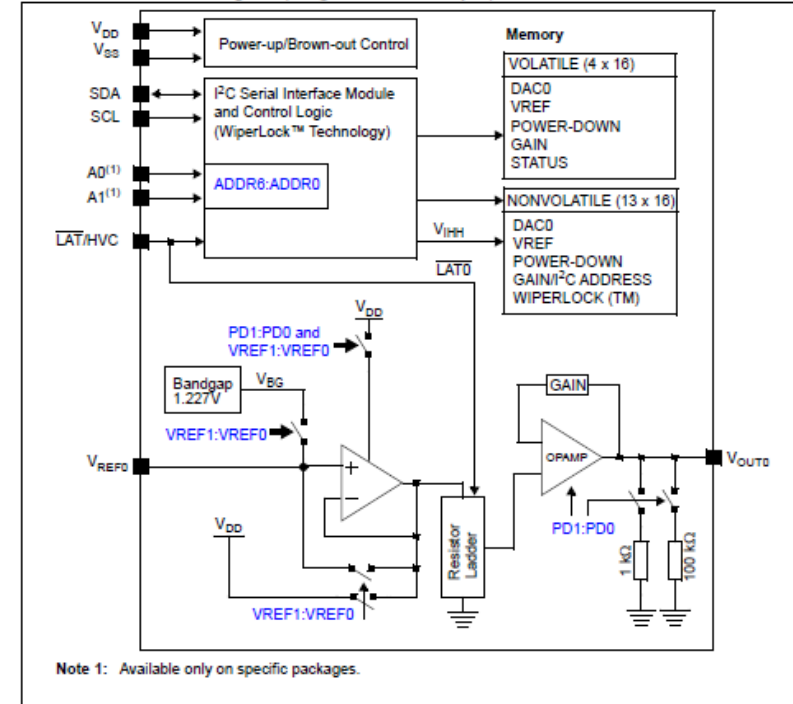 VDD
VSS
Power-up/Brown-out Control
Memory
VOLATILE (4 x 16)
DAC0
VREF
POWER-DOWN
GAIN
STATUS
SDA
SCL
I²C Serial Interface Module
and Control Logic
(WiperLock™ Technology)
A0(1)
A1(1)
ADDR6:ADDR0
NONVOLATILE (13 x 16)
DAC0
VREF
POWER-DOWN
GAIN/I²C ADDRESS
WIPERLOCK (TM)
LAT/HVC
VIHH
LAT0
VDD
PD1:PD0 and
VREF1:VREF0
Bandgap
1.227V
VBG
VREF1:VREF0
GAIN
VREF0
+
–
OPAMP
VOUT0
VDD
Resistor
Ladder
PD1:PD0
1 kΩ
100 kΩ
VREF1:VREF0
Note 1: Available only on specific packages.